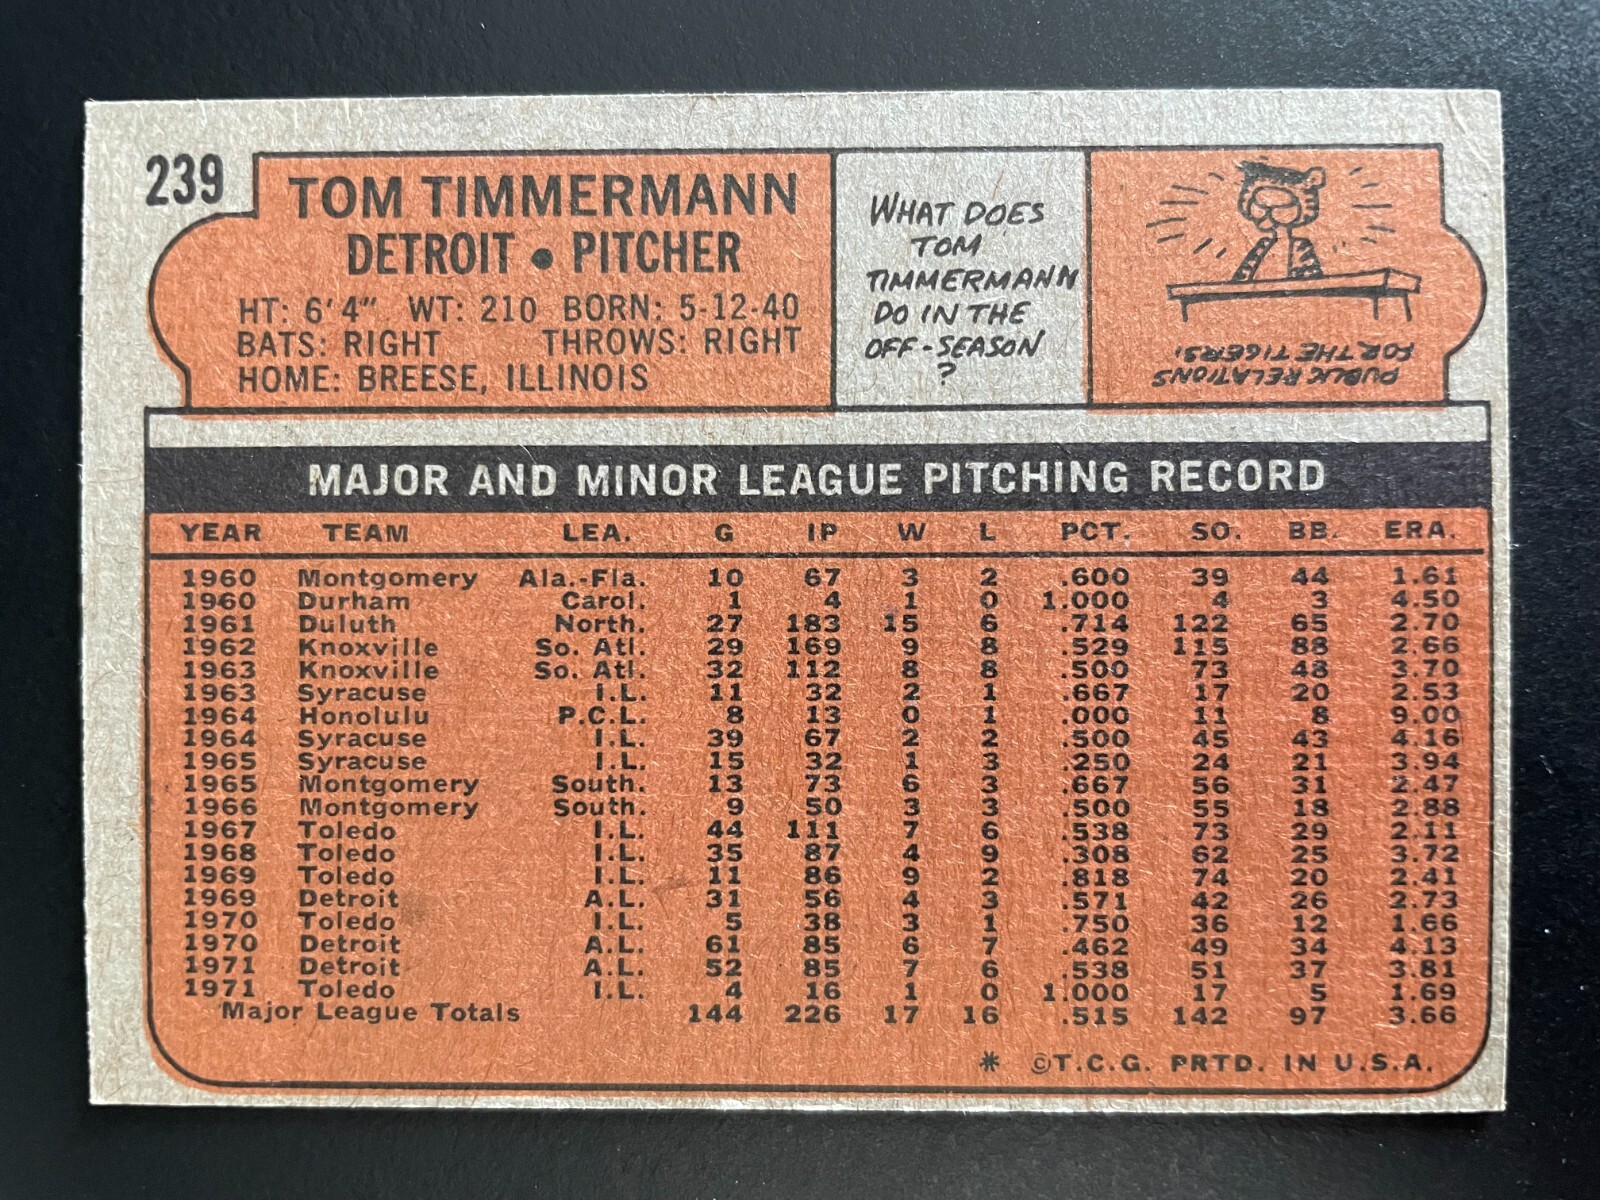 239
TOM TIMMERMANN
DETROIT • PITCHER
HT: 6' 4" WT: 210 BORN: 5-12-40
BATS: RIGHT THROWS: RIGHT
HOME: BREESE, ILLINOIS
WHAT DOES
TOM
TIMMERMANN
DO IN THE
OFF-SEASON
?
PUBLIC RELATIONS
FOR THE TIGERS.
MAJOR AND MINOR LEAGUE PITCHING RECORD
YEAR TEAM LEA. G IP W L PCT. SO. BB. ERA.
1960 Montgomery Ala.-Fla. 10 67 3 2 .600 39 44 1.61
1960 Durham Carol. 1 4 1 0 1.000 4 3 4.50
1961 Duluth North. 27 183 15 6 .714 122 65 2.70
1962 Knoxville So. Atl. 29 169 9 8 .529 115 88 2.66
1963 Knoxville So. Atl. 32 112 8 8 .500 73 48 3.70
1963 Syracuse I.L. 11 32 2 1 .667 17 20 2.53
1964 Honolulu P.C.L. 8 13 0 1 .000 11 8 9.00
1964 Syracuse I.L. 39 67 2 2 .500 45 43 4.16
1965 Syracuse I.L. 15 32 1 3 .250 24 21 3.94
1965 Montgomery South. 13 73 6 3 .667 56 31 2.47
1966 Montgomery South. 9 50 3 3 .500 55 18 2.88
1967 Toledo I.L. 44 111 7 6 .538 73 29 2.11
1968 Toledo I.L. 35 87 4 9 .308 62 25 3.72
1969 Toledo I.L. 11 86 9 2 .818 74 20 2.41
1969 Detroit A.L. 31 56 4 3 .571 42 26 2.73
1970 Toledo I.L. 5 38 3 1 .750 36 12 1.66
1970 Detroit A.L. 61 85 6 7 .462 49 34 4.13
1971 Detroit A.L. 52 85 7 6 .538 51 37 3.81
1971 Toledo I.L. 4 16 1 0 1.000 17 5 1.69
Major League Totals 144 226 17 16 .515 142 97 3.66
* ©T.C.G. PRTD. IN U.S.A.